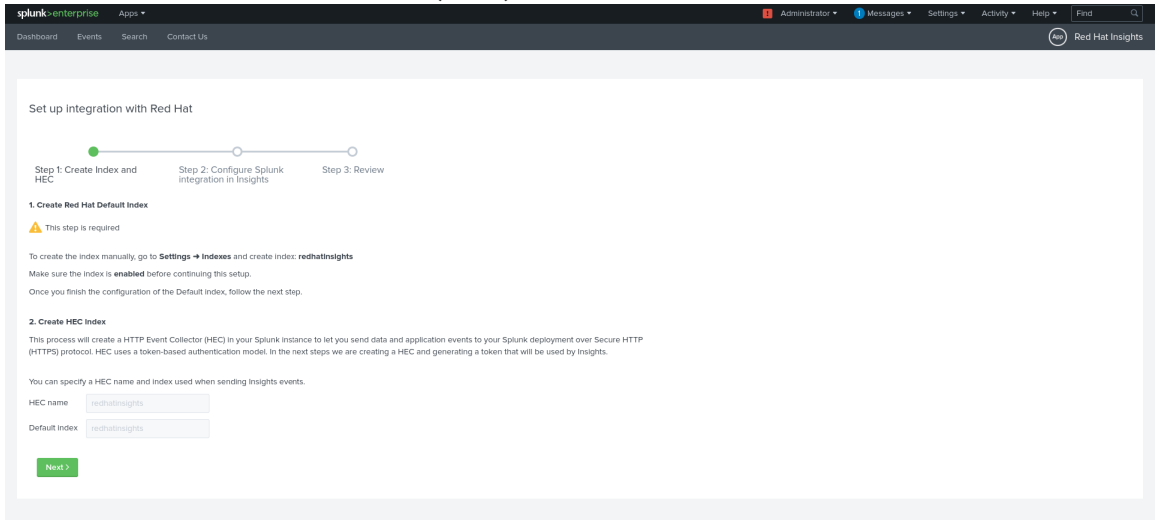 splunk>enterprise Apps ▾ ! Administrator ▾ 1 Messages ▾ Settings ▾ Activity ▾ Help ▾ Find
Dashboard Events Search Contact Us App Red Hat Insights
Set up integration with Red Hat
Step 1: Create Index and
HEC
Step 2: Configure Splunk
integration in Insights
Step 3: Review
1. Create Red Hat Default Index
This step is required
To create the index manually, go to Settings ➔ Indexes and create index: redhatinsights
Make sure the index is enabled before continuing this setup.
Once you finish the configuration of the Default index, follow the next step.
2. Create HEC Index
This process will create a HTTP Event Collector (HEC) in your Splunk instance to let you send data and application events to your Splunk deployment over Secure HTTP
(HTTPS) protocol. HEC uses a token-based authentication model. In the next steps we are creating a HEC and generating a token that will be used by Insights.
You can specify a HEC name and index used when sending Insights events.
HEC name redhatinsights
Default index redhatinsights
Next >